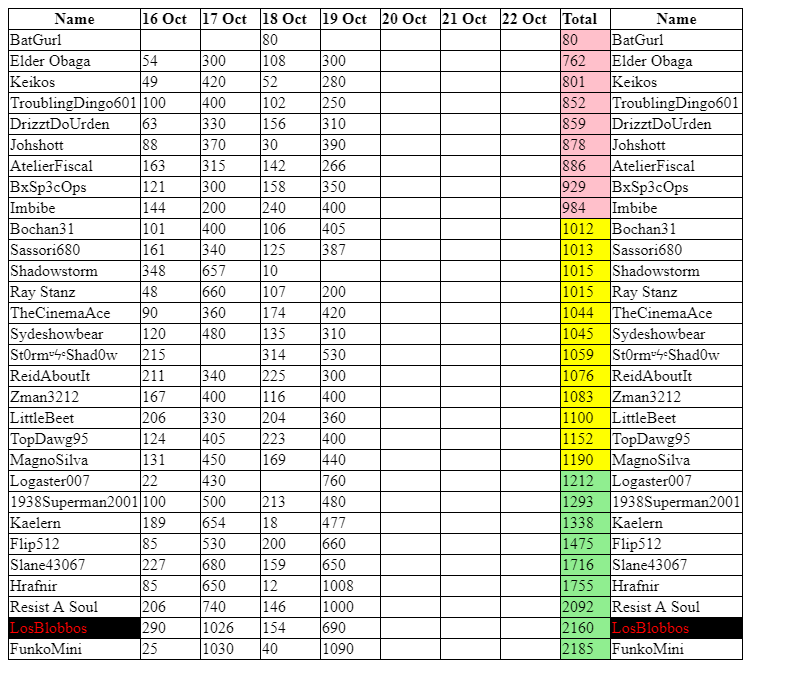 Name 16 Oct 17 Oct 18 Oct 19 Oct 20 Oct 21 Oct 22 Oct Total Name
BatGurl 80 80 BatGurl
Elder Obaga 54 300 108 300 762 Elder Obaga
Keikos 49 420 52 280 801 Keikos
TroublingDingo601 100 400 102 250 852 TroublingDingo601
DrizztDoUrden 63 330 156 310 859 DrizztDoUrden
Johshott 88 370 30 390 878 Johshott
AtelierFiscal 163 315 142 266 886 AtelierFiscal
BxSp3cOps 121 300 158 350 929 BxSp3cOps
Imbibe 144 200 240 400 984 Imbibe
Bochan31 101 400 106 405 1012 Bochan31
Sassori680 161 340 125 387 1013 Sassori680
Shadowstorm 348 657 10 1015 Shadowstorm
Ray Stanz 48 660 107 200 1015 Ray Stanz
TheCinemaAce 90 360 174 420 1044 TheCinemaAce
Sydeshowbear 120 480 135 310 1045 Sydeshowbear
215 314 530 1059
ReidAboutIt 211 340 225 300 1076 ReidAboutIt
Zman3212 167 400 116 400 1083 Zman3212
LittleBeet 206 330 204 360 1100 LittleBeet
TopDawg95 124 405 223 400 1152 TopDawg95
MagnoSilva 131 450 169 440 1190 MagnoSilva
Logaster007 22 430 760 1212 Logaster007
1938Superman2001 100 500 213 480 1293 1938Superman2001
Kaelern 189 654 18 477 1338 Kaelern
Flip512 85 530 200 660 1475 Flip512
Slane43067 227 680 159 650 1716 Slane43067
Hrafnir 85 650 12 1008 1755 Hrafnir
Resist A Soul 206 740 146 1000 2092 Resist A Soul
LosBlobbos 290 1026 154 690 2160 LosBlobbos
FunkoMini 25 1030 40 1090 2185 FunkoMini